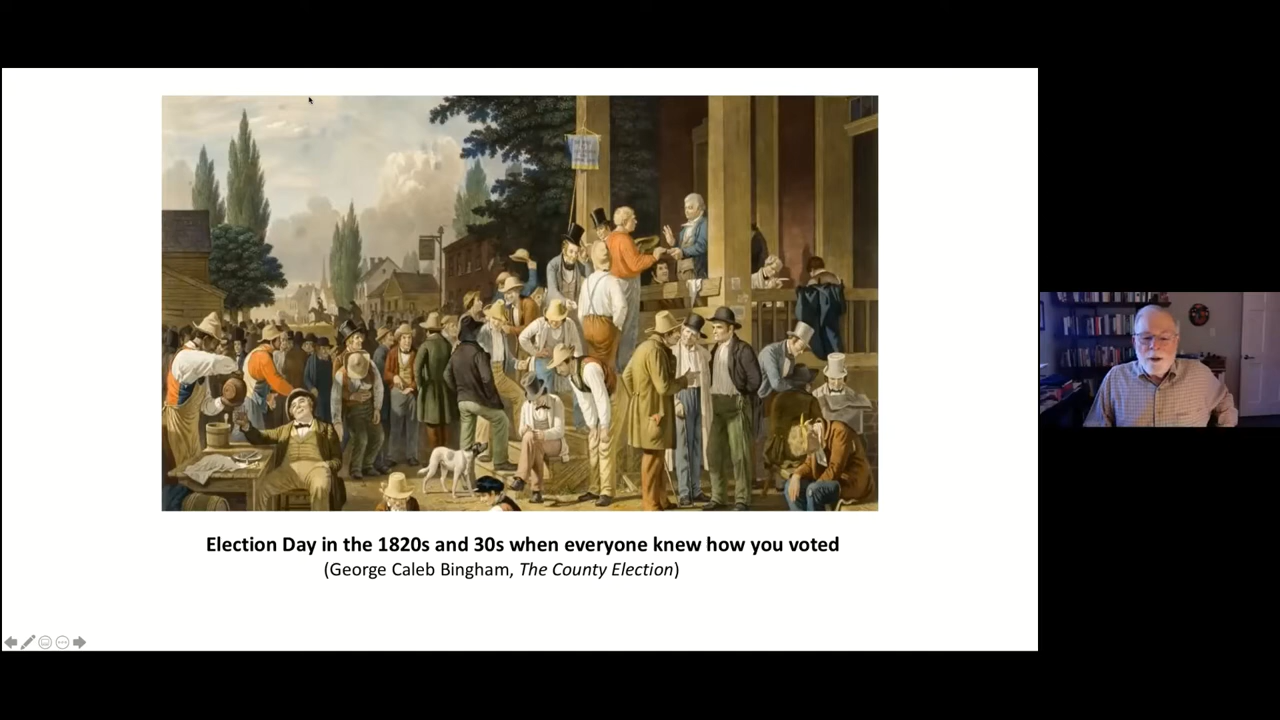 Election Day in the 1820s and 30s when everyone knew how you voted
(George Caleb Bingham, The County Election)